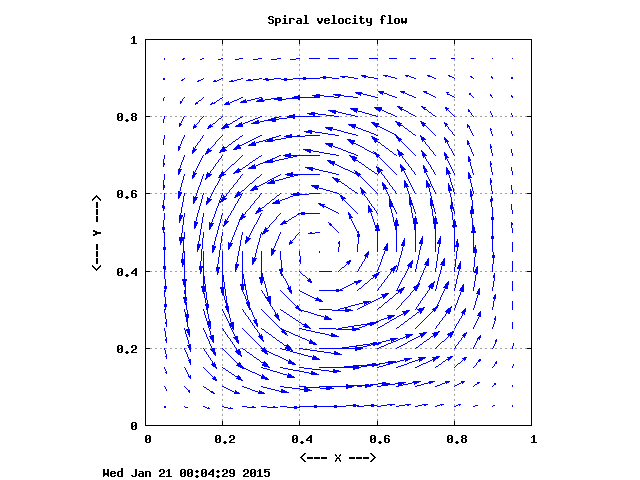 Spiral velocity flow
1
0.8
0.6
<--- Y --->
0.4
0.2
0
0 0.2 0.4 0.6 0.8 1
<--- X --->
Wed Jan 21 00:04:29 2015